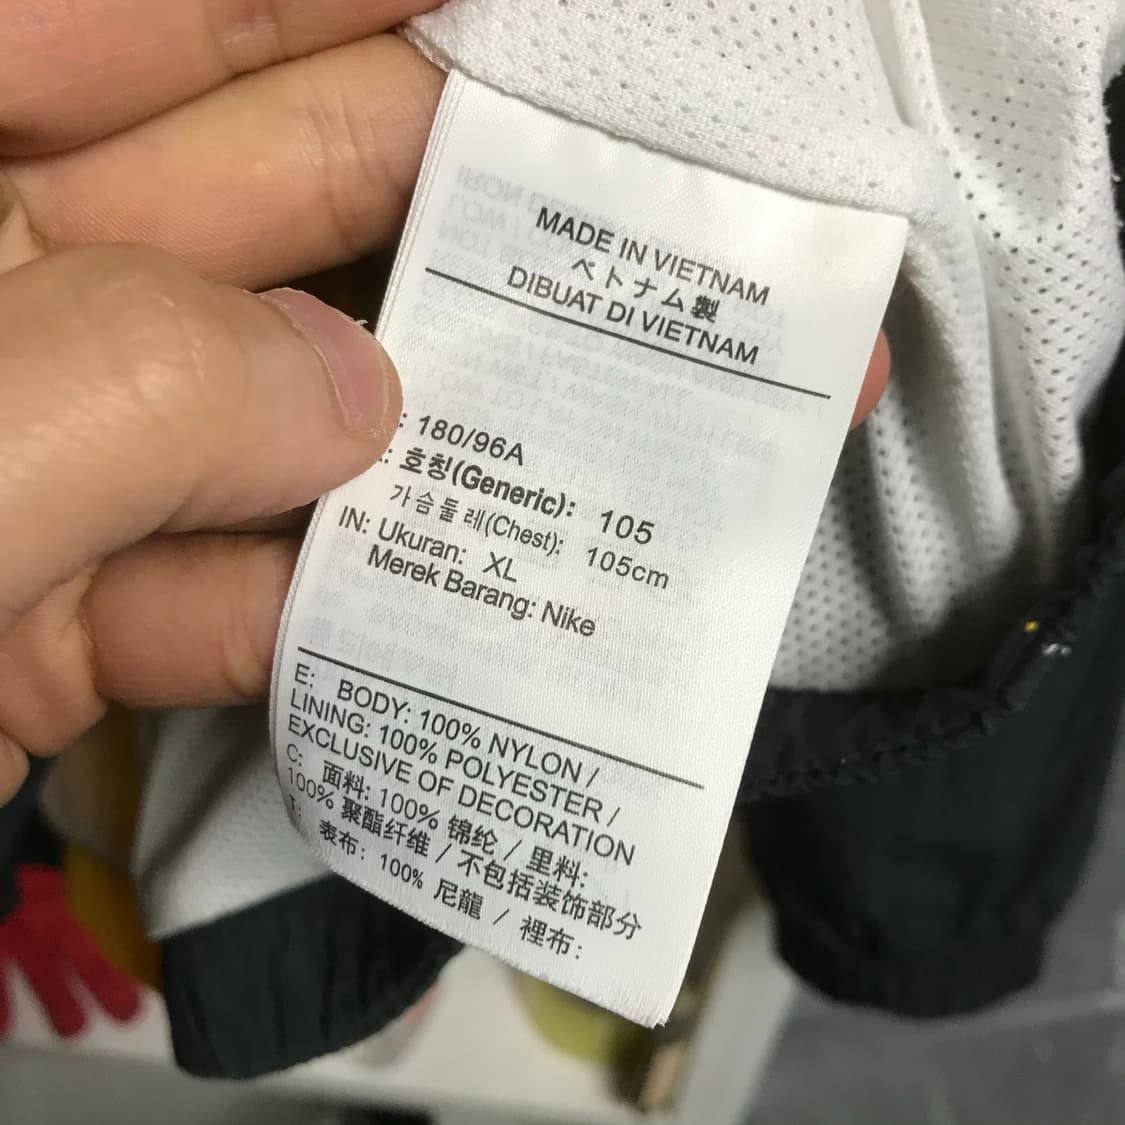 MADE IN VIETNAM
ベトナム製
DIBUAT DI VIETNAM
: 180/96A
: 호칭(Generic): 105
가슴둘레(Chest): 105cm
IN: Ukuran: XL
Merek Barang: Nike
E: BODY: 100% NYLON /
LINING: 100% POLYESTER /
EXCLUSIVE OF DECORATION
C: 面料: 100% 锦纶 / 里料:
100% 聚酯纤维 / 不包括装饰部分
T: 表布: 100% 尼龍 / 裡布: